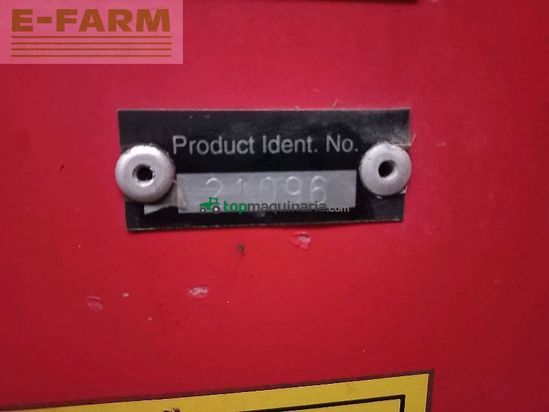 E-FARM
Product Ident. No.
21096
topmaquinaria.com